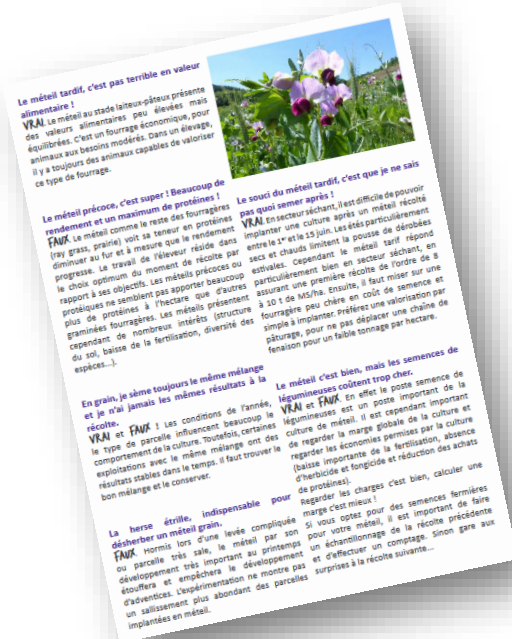 Le méteil tardif, c'est pas terrible en valeur
alimentaire !
VRAI. Le méteil au stade laiteux-pâteux présente
des valeurs alimentaires peu élevées mais
équilibrées. C'est un fourrage économique, pour
animaux aux besoins modérés. Dans un élevage,
il y a toujours des animaux capables de valoriser
ce type de fourrage.
Le méteil précoce, c'est super ! Beaucoup de
rendement et un maximum de protéines !
FAUX. Le méteil comme le reste des fourragères
(ray grass, prairie) voit sa teneur en protéines
diminuer au fur et à mesure que le rendement
progresse. Le travail de l'éleveur réside dans
le choix optimum du moment de récolte par
rapport à ses objectifs. Les méteils précoces ou
protéiques ne semblent pas apporter beaucoup
plus de protéines à l'hectare que d'autres
graminées fourragères. Les méteils présentent
cependant de nombreux intérêts (structure
du sol, baisse de la fertilisation, diversité des
espèces...).
En grain, je sème toujours le même mélange
et je n'ai jamais les mêmes résultats à la
récolte.
VRAI et FAUX ! Les conditions de l'année,
le type de parcelle influencent beaucoup le
comportement de la culture. Toutefois, certaines
exploitations avec le même mélange ont des
résultats stables dans le temps. Il faut trouver le
bon mélange et le conserver.
La herse étrille, indispensable pour
désherber un méteil grain.
FAUX. Hormis lors d'une levée compliquée
ou parcelle très sale, le méteil par son
développement très important au printemps
étouffera et empêchera le développement
d'adventices. L'expérimentation ne montre pas
un salissement plus abondant des parcelles
implantées en méteil.
Le souci du méteil tardif, c'est que je ne sais
pas quoi semer après !
VRAI. En secteur séchant, il est difficile de pouvoir
implanter une culture après un méteil récolté
entre le 1er et le 15 juin. Les étés particulièrement
secs et chauds limitent la pousse de dérobées
estivales. Cependant le méteil tardif répond
particulièrement bien en secteur séchant, en
assurant une première récolte de l'ordre de 8
à 10 t de MS/ha. Ensuite, il faut miser sur une
fourragère peu chère en coût de semence et
simple à implanter. Préférez une valorisation par
pâturage, pour ne pas déplacer une chaîne de
fenaison pour un faible tonnage par hectare.
Le méteil c'est bien, mais les semences de
légumineuses coûtent trop cher.
VRAI et FAUX. En effet le poste semence de
légumineuses est un poste important de la
culture de méteil. Il est cependant important
de regarder la marge globale de la culture et
regarder les économies permises par la culture
(baisse importante de la fertilisation, absence
d'herbicide et fongicide et réduction des achats
de protéines).
Regarder les charges c'est bien, calculer une
marge c'est mieux !
Si vous optez pour des semences fermières
pour votre méteil, il est important de faire
un échantillonnage de la récolte précédente
et d'effectuer un comptage. Sinon gare aux
surprises à la récolte suivante...